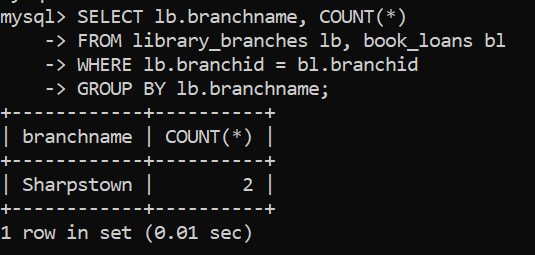 mysql> SELECT lb.branchname, COUNT(*)
    -> FROM library_branches lb, book_loans bl
    -> WHERE lb.branchid = bl.branchid
    -> GROUP BY lb.branchname;
+------------+----------+
| branchname | COUNT(*) |
+------------+----------+
| Sharpstown |        2 |
+------------+----------+
1 row in set (0.01 sec)